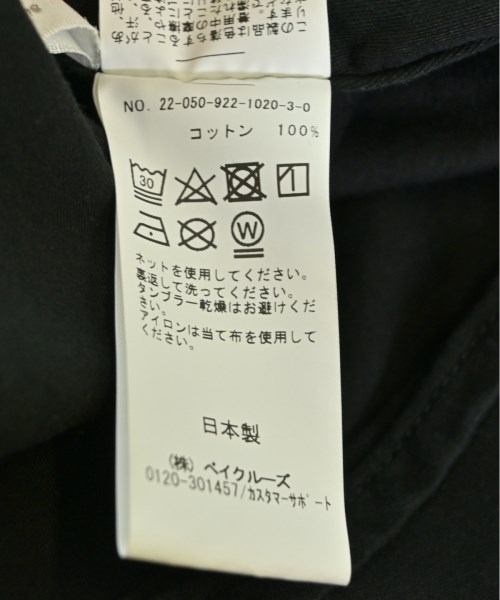 NO. 22-050-922-1020-3-0
コットン 100%
30
W
ネットを使用してください。
裏返して洗ってください。
タンブラー乾燥はお避けくだ
さい。
アイロンは当て布を使用して
ください。
日本製
(株) ベイクルーズ
0120-301457/カスタマーサポート